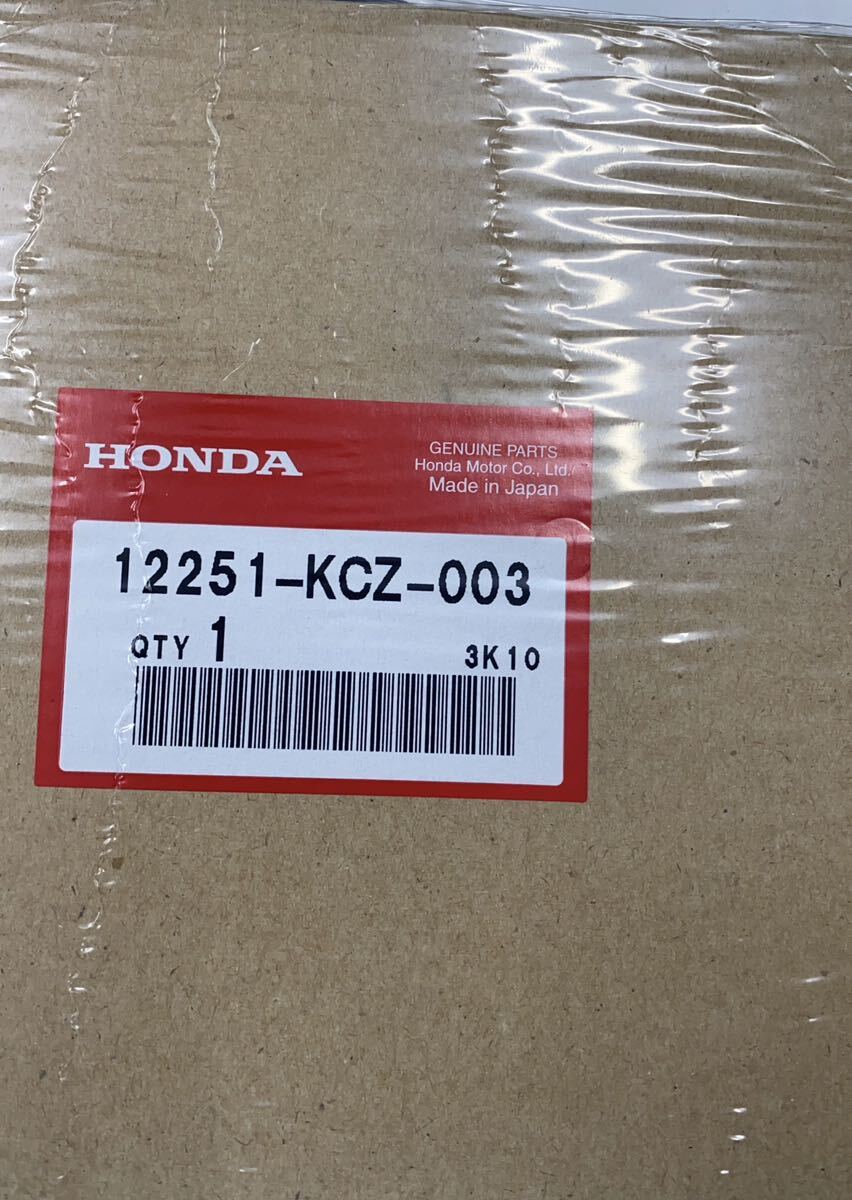 HONDA
GENUINE PARTS
Honda Motor Co., Ltd.
Made in Japan
12251-KCZ-003
QTY 1
3K10